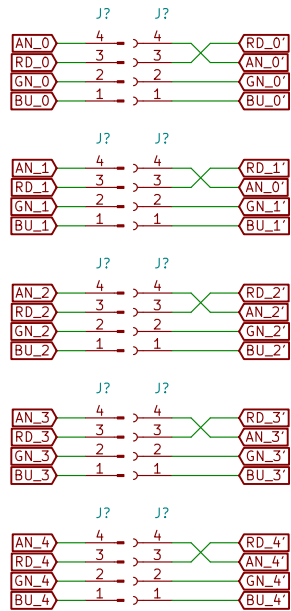 J? J?
AN_0 4 4 RD_0'
RD_0 3 3 AN_0'
GN_0 2 2 GN_0'
BU_0 1 1 BU_0'
J? J?
AN_1 4 4 RD_1'
RD_1 3 3 AN_0'
GN_1 2 2 GN_1'
BU_1 1 1 BU_1'
J? J?
AN_2 4 4 RD_2'
RD_2 3 3 AN_2'
GN_2 2 2 GN_2'
BU_2 1 1 BU_2'
J? J?
AN_3 4 4 RD_3'
RD_3 3 3 AN_3'
GN_3 2 2 GN_3'
BU_3 1 1 BU_3'
J? J?
AN_4 4 4 RD_4'
RD_4 3 3 AN_4'
GN_4 2 2 GN_4'
BU_4 1 1 BU_4'